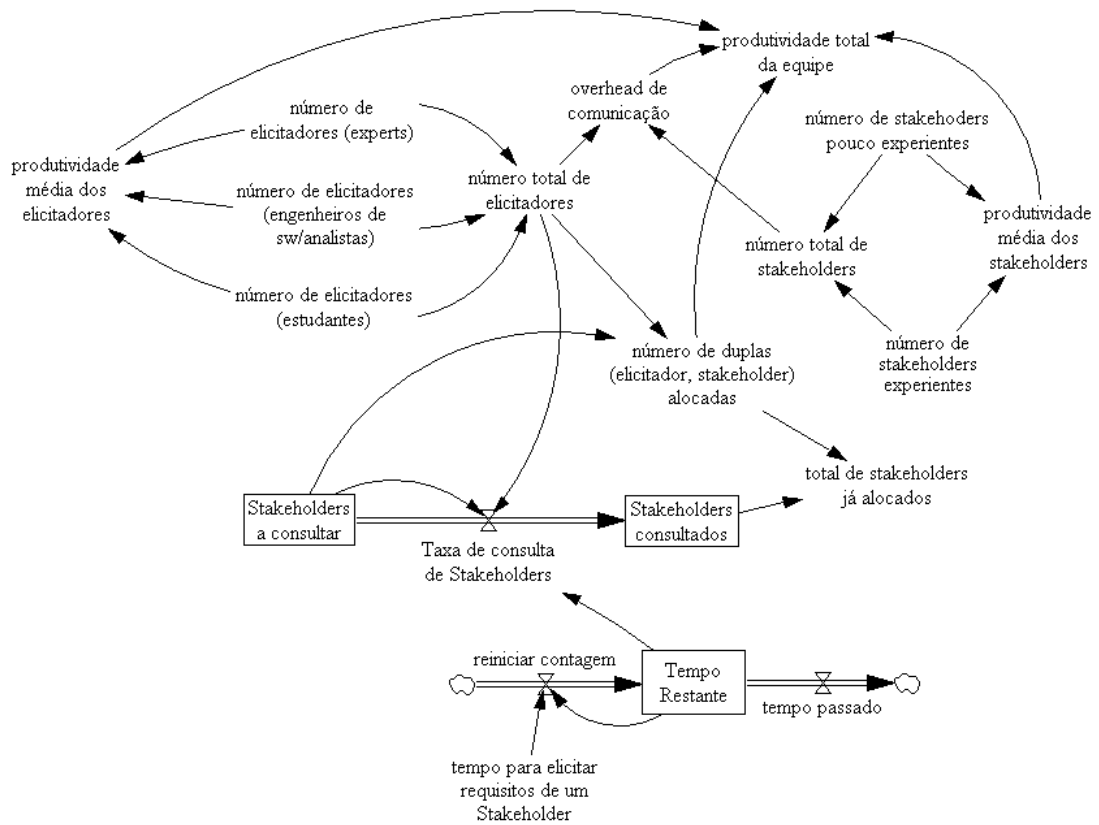 produtividade total
da equipe
overhead de
comunicação
número de
elicitadores (experts)
número de stakehoders
pouco experientes
produtividade
média dos
elicitadores
número total de
elicitadores
número de elicitadores
(engenheiros de
sw/analistas)
produtividade
média dos
stakeholders
número total de
stakeholders
número de elicitadores
(estudantes)
número de
stakeholders
experientes
número de duplas
(elicitador, stakeholder)
alocadas
total de stakeholders
já alocados
Stakeholders
a consultar
Stakeholders
consultados
Taxa de consulta
de Stakeholders
reiniciar contagem
Tempo
Restante
tempo passado
tempo para elicitar
requisitos de um
Stakeholder